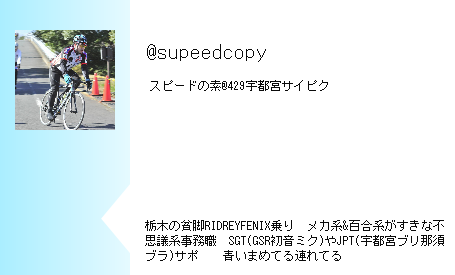 @supeedcopy
スピードの素@429宇都宮サイピク
栃木の貧脚RIDREYFENIX乗り　メカ系&百合系がすきな不
思議系事務職　SGT(GSR初音ミク)やJPT(宇都宮ブリ那須
ブラ)サポ　　青いまめてる連れてる